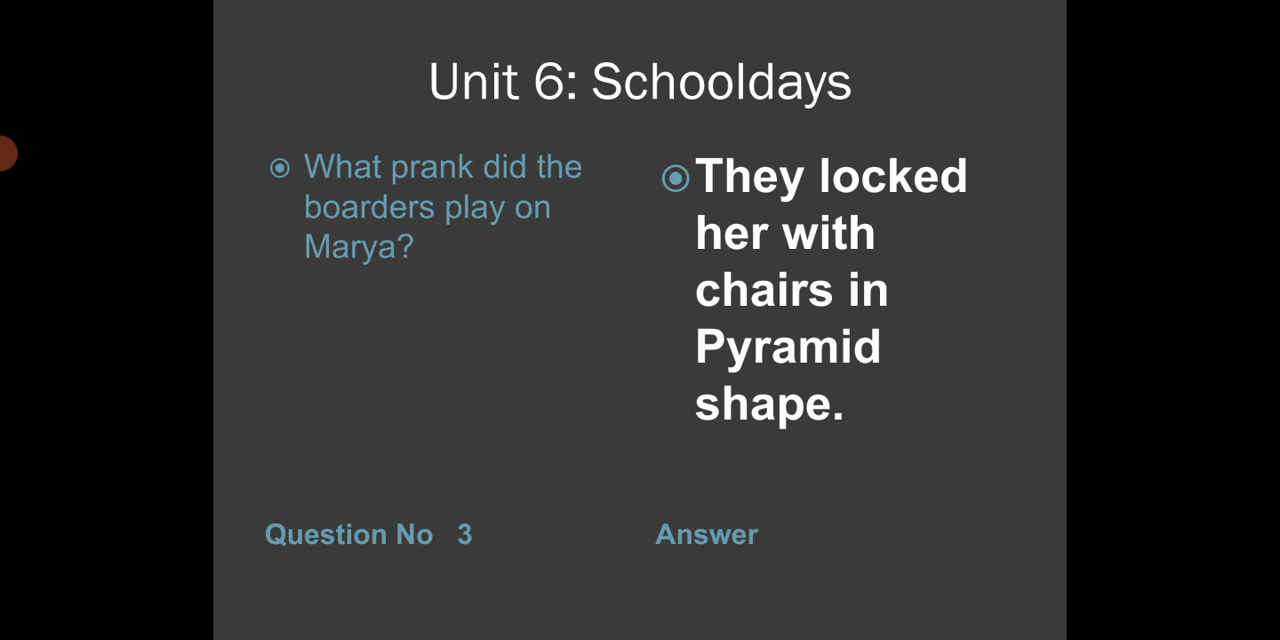 Unit 6: Schooldays
What prank did the
boarders play on
Marya?
They locked
her with
chairs in
Pyramid
shape.
Question No 3
Answer